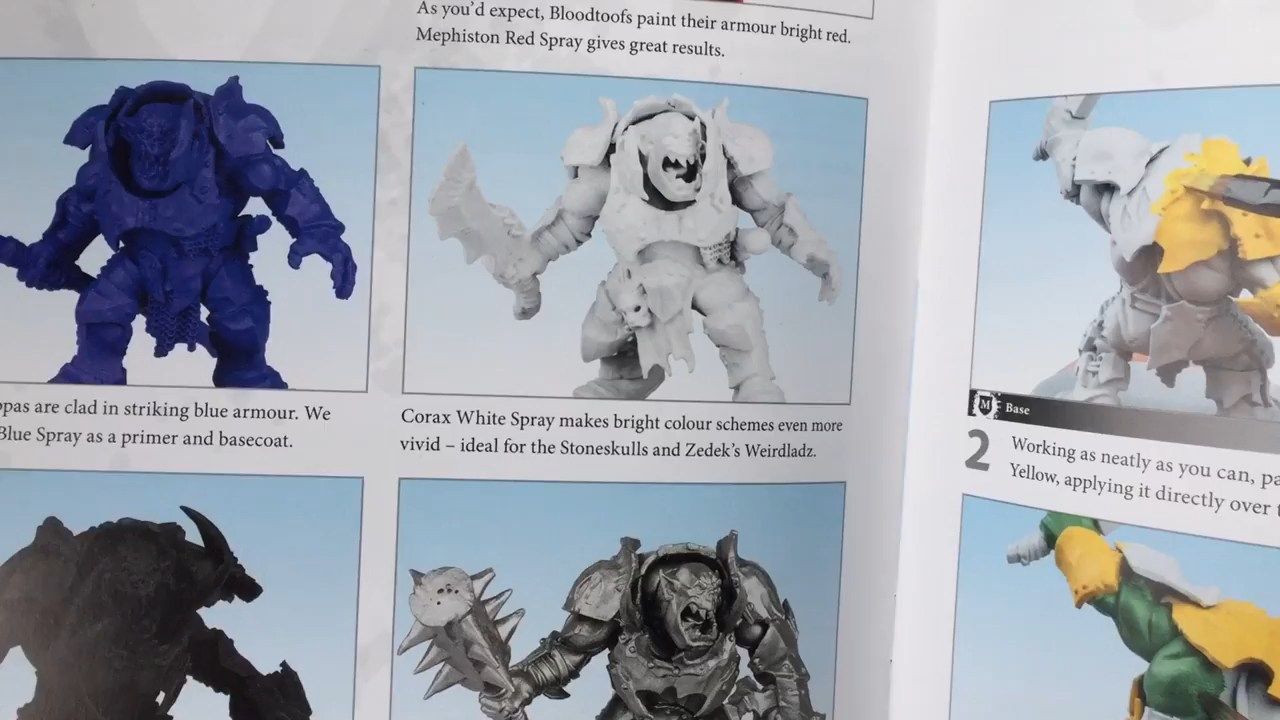 As you'd expect, Bloodtoofs paint their armour bright red.
Mephiston Red Spray gives great results.
are clad in striking blue armour. We
Blue Spray as a primer and basecoat.
Corax White Spray makes bright colour schemes even more
vivid – ideal for the Stoneskulls and Zedek's Weirdladz.
M Base
2 Working as neatly as you can,
Yellow, applying it directly over